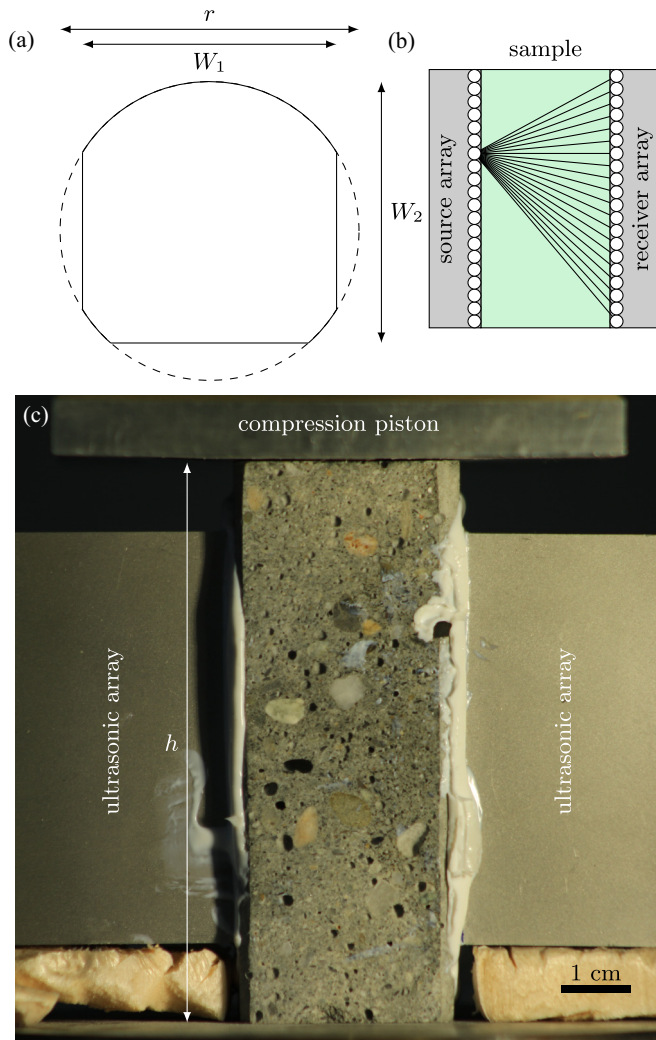 (a)
r
W₁
W₂
(b)
sample
source array
receiver array
(c)
compression piston
ultrasonic array
h
ultrasonic array
1 cm